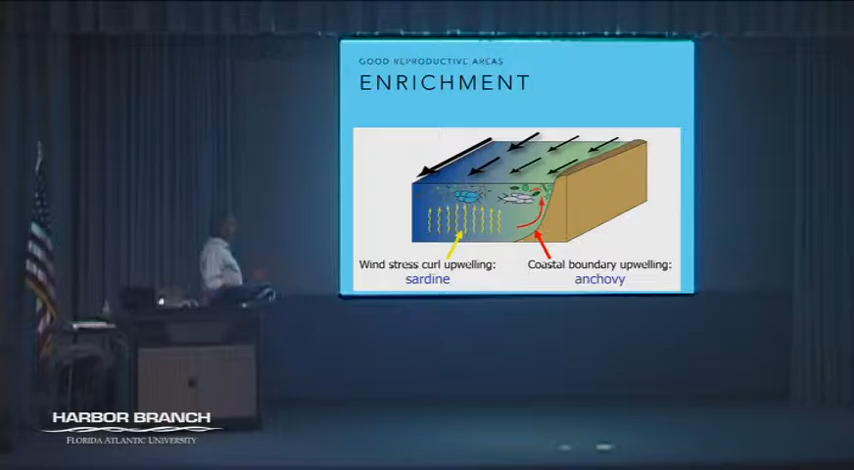 GOOD REPRODUCTIVE AREAS
ENRICHMENT
Wind stress curl upwelling:
sardine
Coastal boundary upwelling:
anchovy
HARBOR BRANCH
FLORIDA ATLANTIC UNIVERSITY